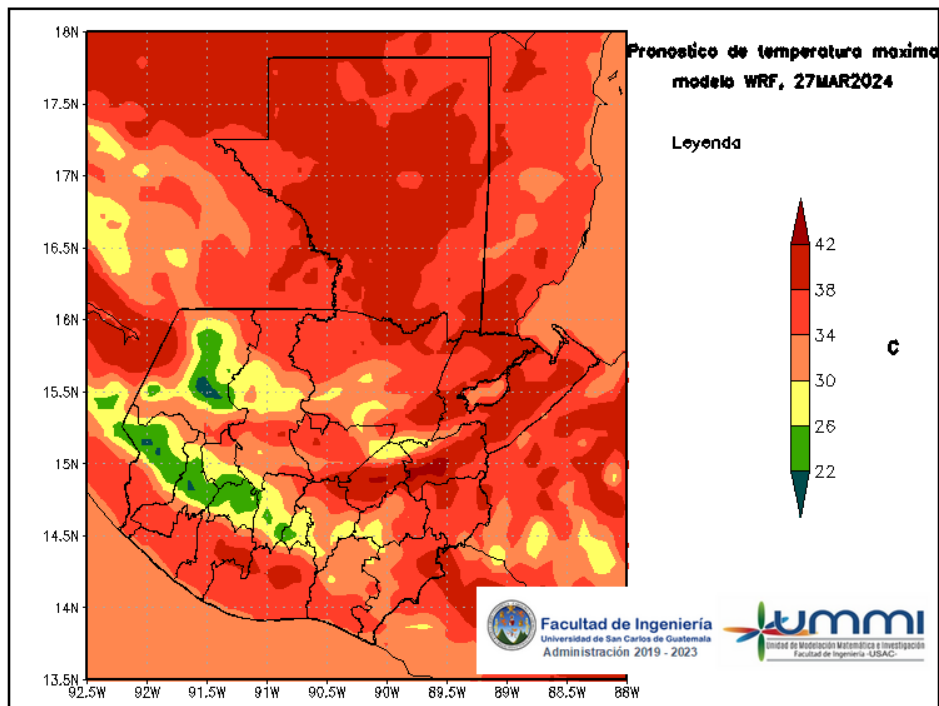 Pronostico de temperatura maxima
modelo WRF, 27MAR2024
Leyenda
18N
17.5N
17N
16.5N
16N
15.5N
15N
14.5N
14N
13.5N
92.5W 92W 91.5W 91W 90.5W 90W 89.5W 89W 88.5W 88W
42
38
34
30
26
22
C
Facultad de Ingeniería
Universidad de San Carlos de Guatemala
Administración 2019 - 2023
UMMI
Unidad de Modelación Matemática e Investigación
Facultad de Ingeniería -USAC-